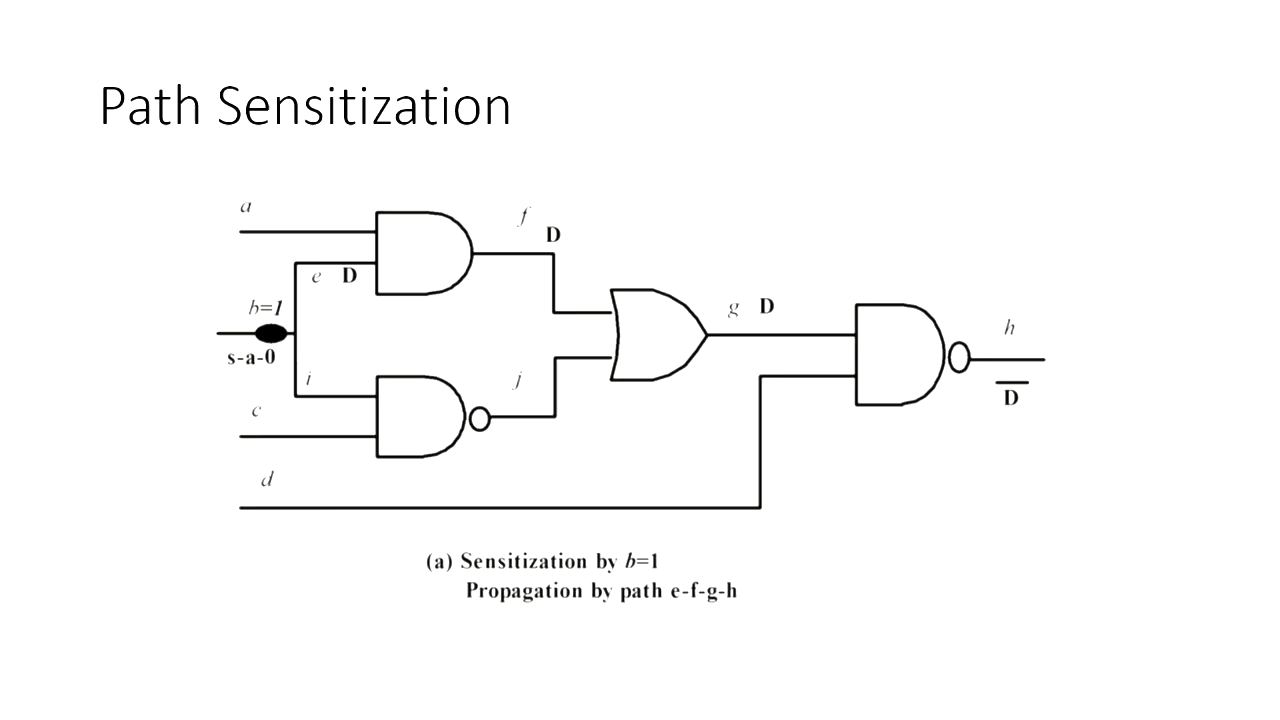 Path Sensitization
a
f
D
e D
b=1
s-a-0
g D
h
D
i
j
c
d
(a) Sensitization by b=1
Propagation by path e-f-g-h